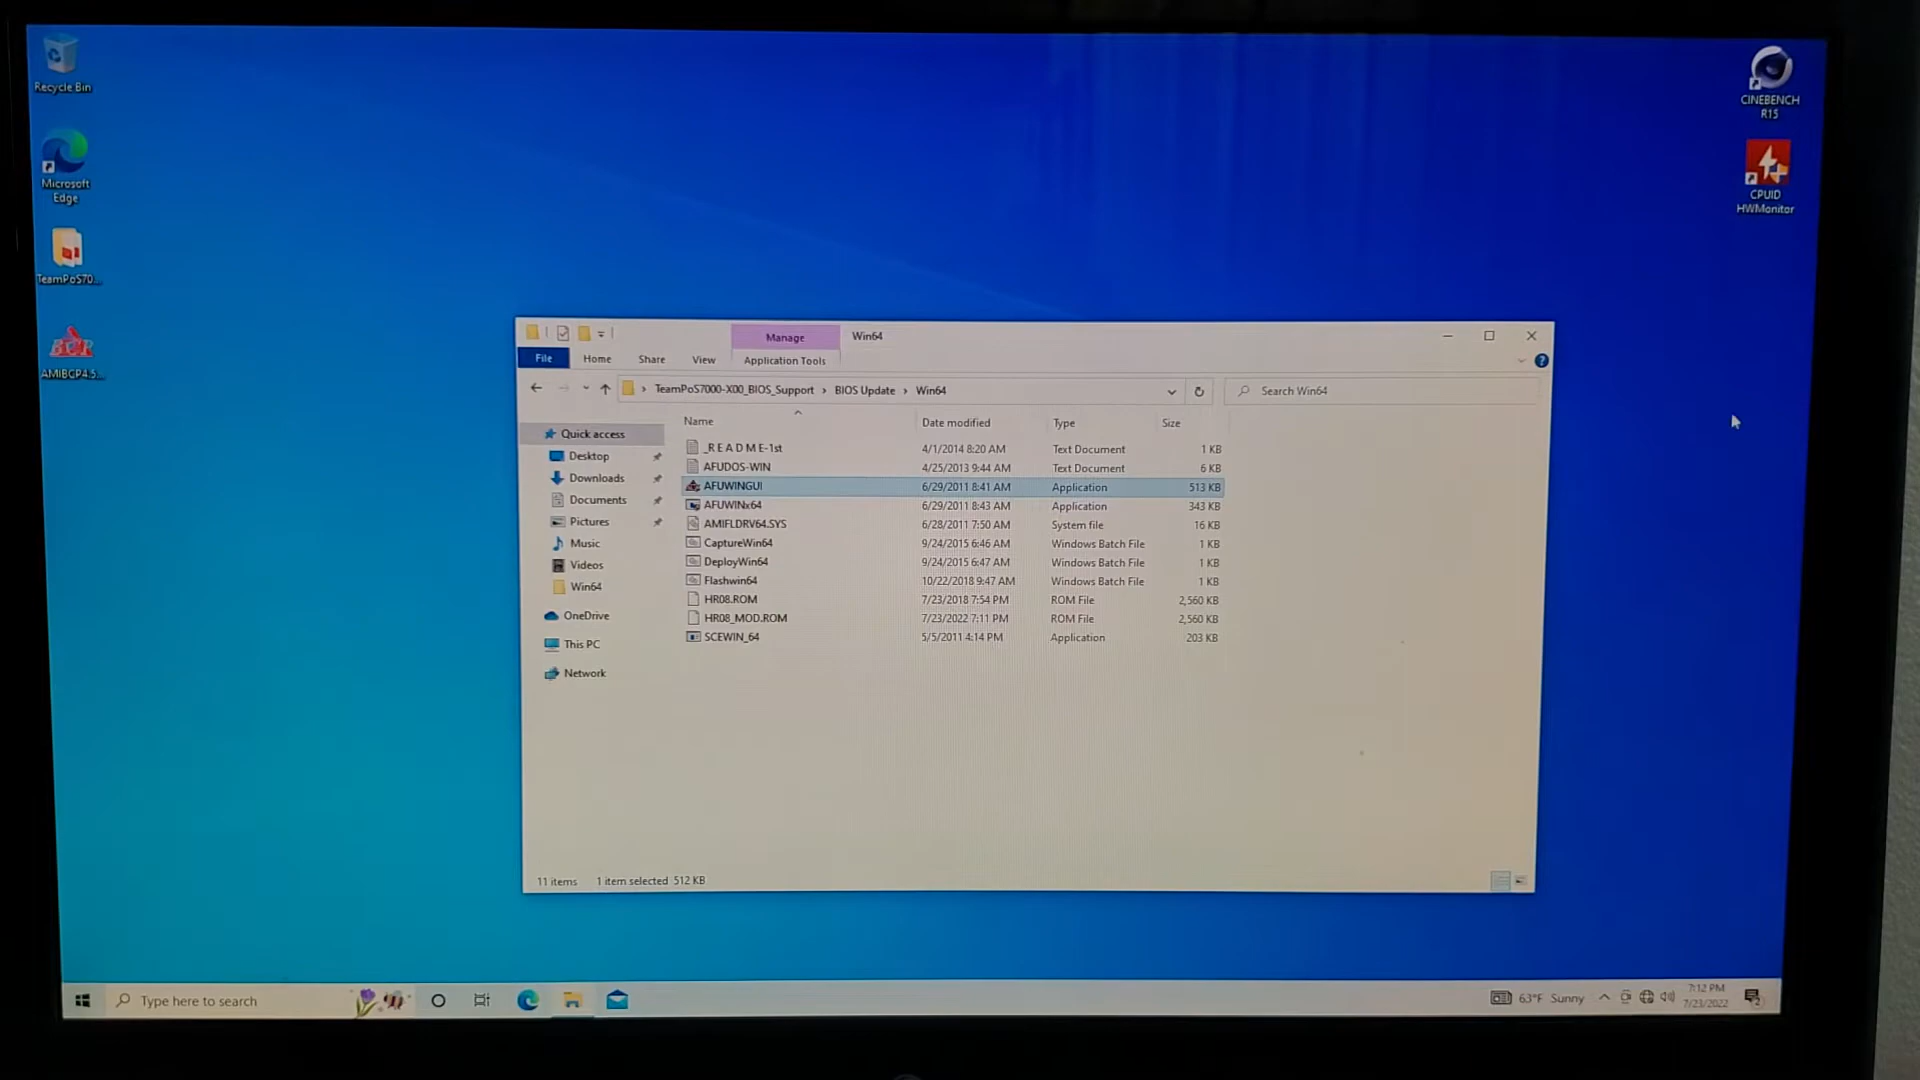 Recycle Bin
Microsoft
Edge
TeamPoS70...
AMIBCP4.5...
CINEBENCH
R15
CPUID
HWMonitor
Manage
Win64
File
Home
Share
View
Application Tools
TeamPoS7000-X00_BIOS_Support > BIOS Update > Win64
Search Win64
Name
Date modified
Type
Size
_R E A D M E-1st 4/1/2014 8:20 AM Text Document 1 KB
AFUDOS-WIN 4/25/2013 9:44 AM Text Document 6 KB
AFUWINGUI 6/29/2011 8:41 AM Application 513 KB
AFUWINx64 6/29/2011 8:43 AM Application 343 KB
AMIFLDRV64.SYS 6/28/2011 7:50 AM System file 16 KB
CaptureWin64 9/24/2015 6:46 AM Windows Batch File 1 KB
DeployWin64 9/24/2015 6:47 AM Windows Batch File 1 KB
Flashwin64 10/22/2018 9:47 AM Windows Batch File 1 KB
HR08.ROM 7/23/2018 7:54 PM ROM File 2,560 KB
HR08_MOD.ROM 7/23/2022 7:11 PM ROM File 2,560 KB
SCEWIN_64 5/5/2011 4:14 PM Application 203 KB
Quick access
Desktop
Downloads
Documents
Pictures
Music
Videos
Win64
OneDrive
This PC
Network
11 items 1 item selected 512 KB
Type here to search
63°F Sunny
7:12 PM
7/23/2022